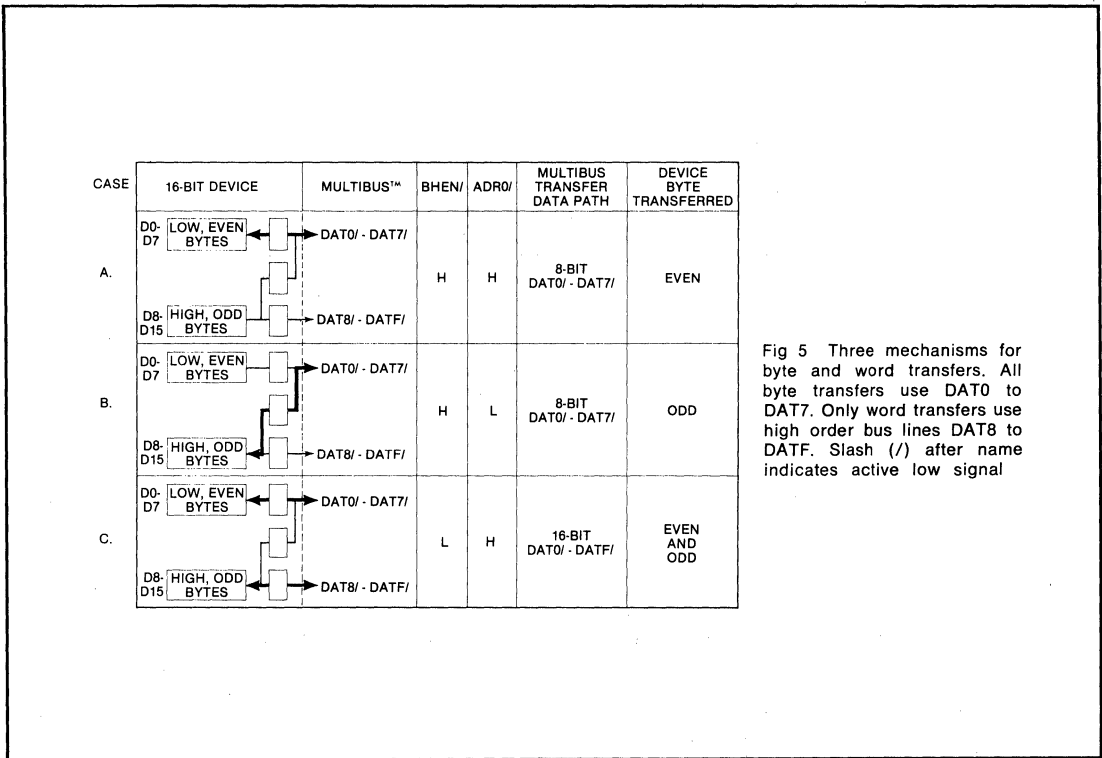 CASE
16-BIT DEVICE
MULTIBUS™
BHEN/
ADR0/
MULTIBUS
TRANSFER
DATA PATH
DEVICE
BYTE
TRANSFERRED
A.
D0-
D7
LOW, EVEN
BYTES
DAT0/ - DAT7/
D8-
D15
HIGH, ODD
BYTES
DAT8/ - DATF/
H
H
8-BIT
DAT0/ - DAT7/
EVEN
B.
D0-
D7
LOW, EVEN
BYTES
DAT0/ - DAT7/
D8-
D15
HIGH, ODD
BYTES
DAT8/ - DATF/
H
L
8-BIT
DAT0/ - DAT7/
ODD
C.
D0-
D7
LOW, EVEN
BYTES
DAT0/ - DAT7/
D8-
D15
HIGH, ODD
BYTES
DAT8/ - DATF/
L
H
16-BIT
DAT0/ - DATF/
EVEN
AND
ODD
Fig 5 Three mechanisms for
byte and word transfers. All
byte transfers use DAT0 to
DAT7. Only word transfers use
high order bus lines DAT8 to
DATF. Slash (/) after name
indicates active low signal